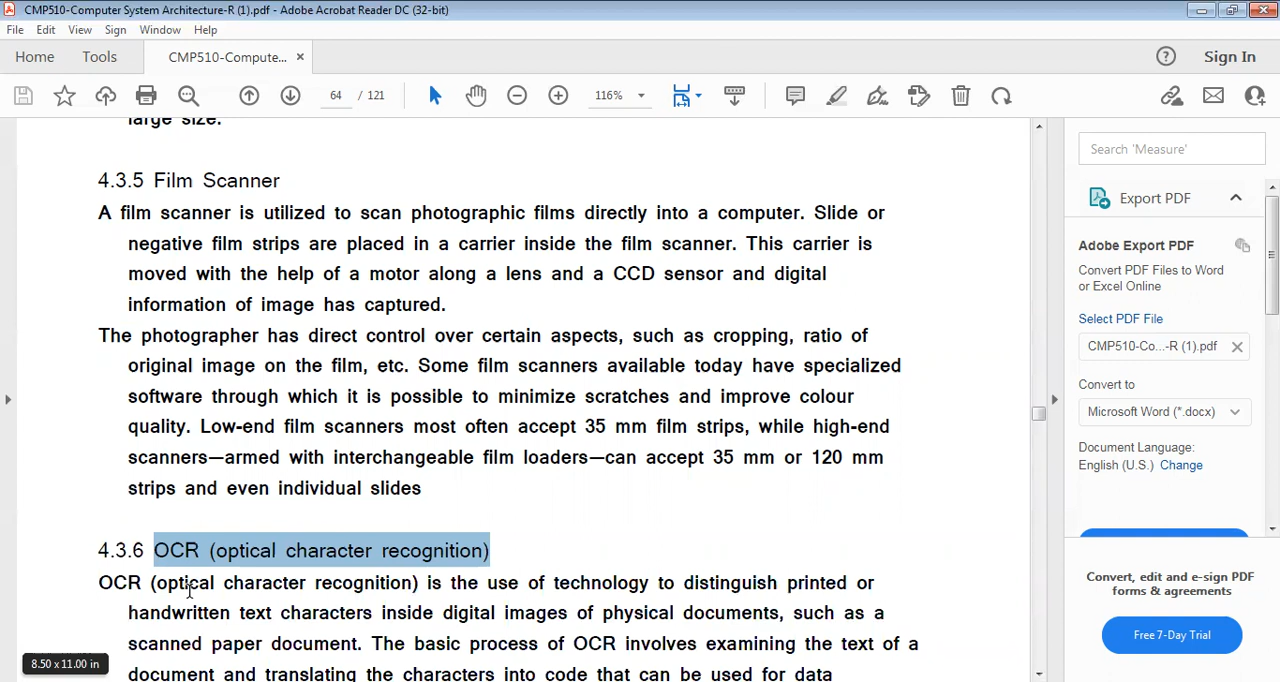 CMP510-Computer System Architecture-R (1).pdf - Adobe Acrobat Reader DC (32-bit)
File Edit View Sign Window Help
Home Tools CMP510-Compute... × Sign In
64 / 121 116%
large size.
4.3.5 Film Scanner
A film scanner is utilized to scan photographic films directly into a computer. Slide or
negative film strips are placed in a carrier inside the film scanner. This carrier is
moved with the help of a motor along a lens and a CCD sensor and digital
information of image has captured.
The photographer has direct control over certain aspects, such as cropping, ratio of
original image on the film, etc. Some film scanners available today have specialized
software through which it is possible to minimize scratches and improve colour
quality. Low-end film scanners most often accept 35 mm film strips, while high-end
scanners—armed with interchangeable film loaders—can accept 35 mm or 120 mm
strips and even individual slides
4.3.6 OCR (optical character recognition)
OCR (optical character recognition) is the use of technology to distinguish printed or
handwritten text characters inside digital images of physical documents, such as a
scanned paper document. The basic process of OCR involves examining the text of a
document and translating the characters into code that can be used for data
8.50 x 11.00 in
Search 'Measure'
Export PDF
Adobe Export PDF
Convert PDF Files to Word
or Excel Online
Select PDF File
CMP510-Co...-R (1).pdf
Convert to
Microsoft Word (*.docx)
Document Language:
English (U.S.) Change
Convert, edit and e-sign PDF
forms & agreements
Free 7-Day Trial